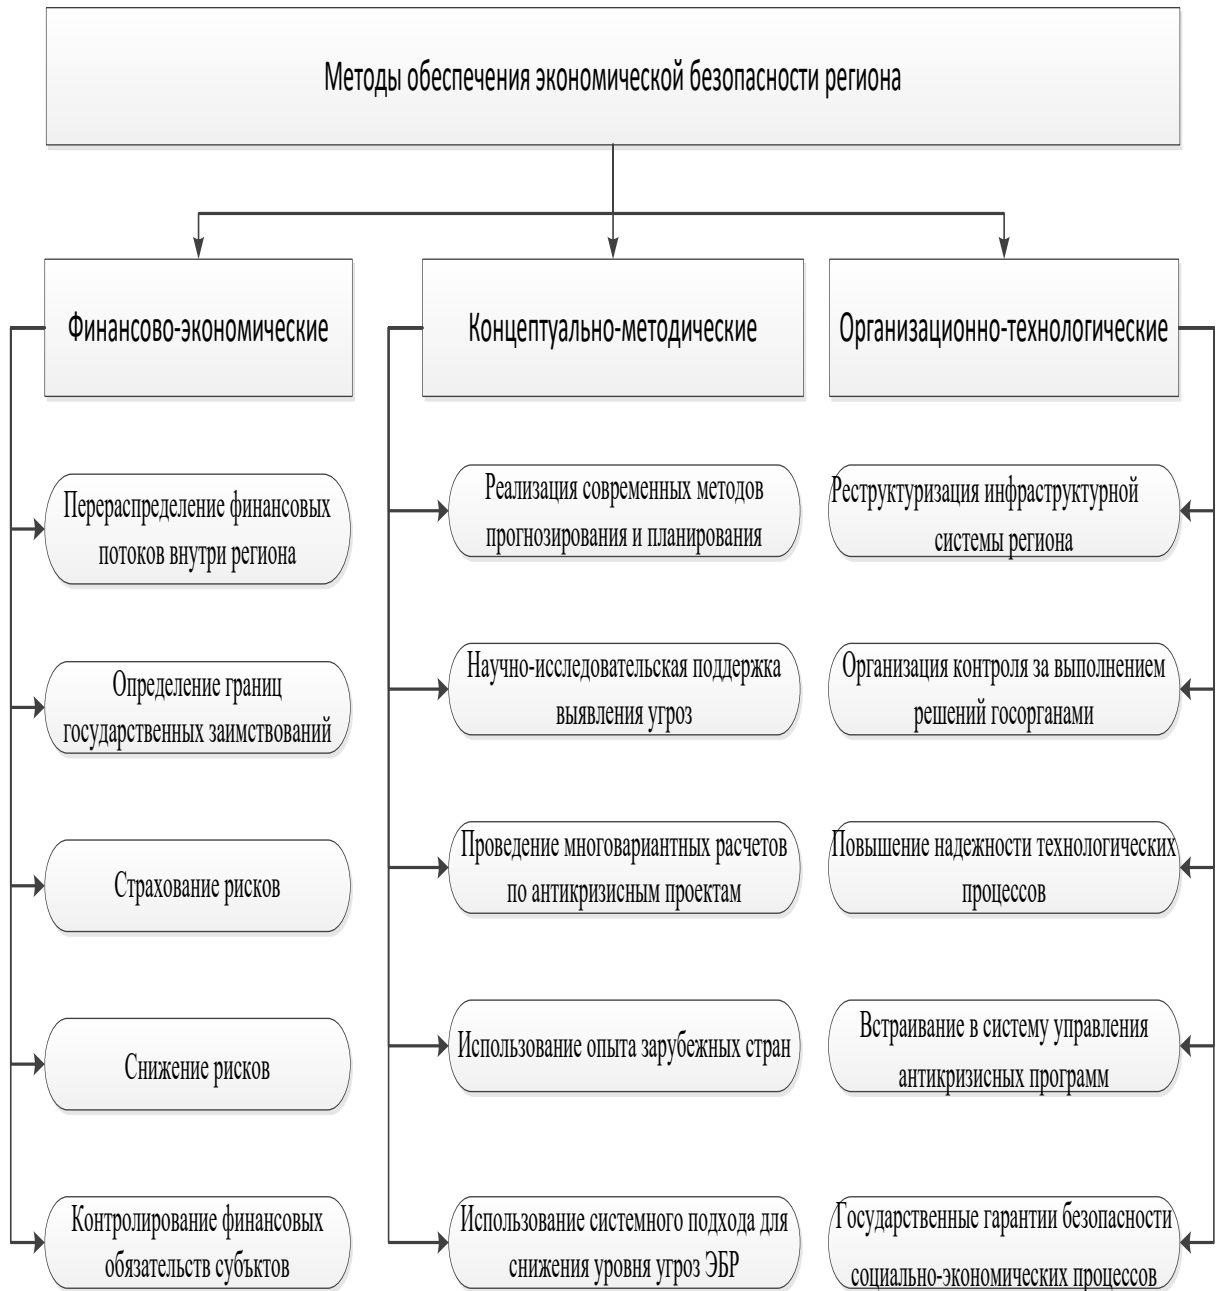 Методы обеспечения экономической безопасности региона
Финансово-экономические
Концептуально-методические
Организационно-технологические
Перераспределение финансовых
потоков внутри региона
Определение границ
государственных заимствований
Страхование рисков
Снижение рисков
Контролирование финансовых
обязательств субъктов
Реализация современных методов
прогнозирования и планирования
Научно-исследовательская поддержка
выявления угроз
Проведение многовариантных расчетов
по антикризисным проектам
Использование опыта зарубежных стран
Использование системного подхода для
снижения уровня угроз ЭБР
Реструктуризация инфраструктурной
системы региона
Организация контроля за выполнением
решений госорганами
Повышение надежности технологических
процессов
Встраивание в систему управления
антикризисных программ
Государственные гарантии безопасности
социально-экономических процессов